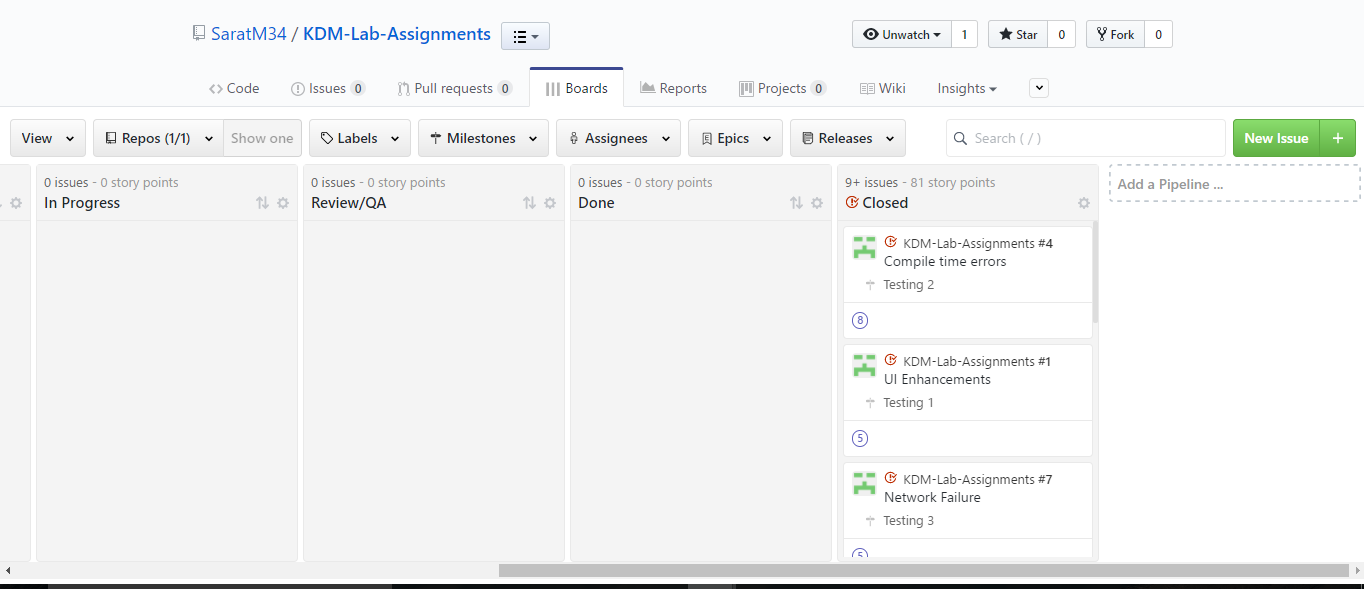 SaratM34 / KDM-Lab-Assignments
Unwatch 1 Star 0 Fork 0
Code Issues 0 Pull requests 0 Boards Reports Projects 0 Wiki Insights
View Repos (1/1) Show one Labels Milestones Assignees Epics Releases Search ( / ) New Issue +
0 issues - 0 story points
In Progress
0 issues - 0 story points
Review/QA
0 issues - 0 story points
Done
9+ issues - 81 story points
Closed
KDM-Lab-Assignments #4
Compile time errors
Testing 2
8
KDM-Lab-Assignments #1
UI Enhancements
Testing 1
5
KDM-Lab-Assignments #7
Network Failure
Testing 3
5
Add a Pipeline ...